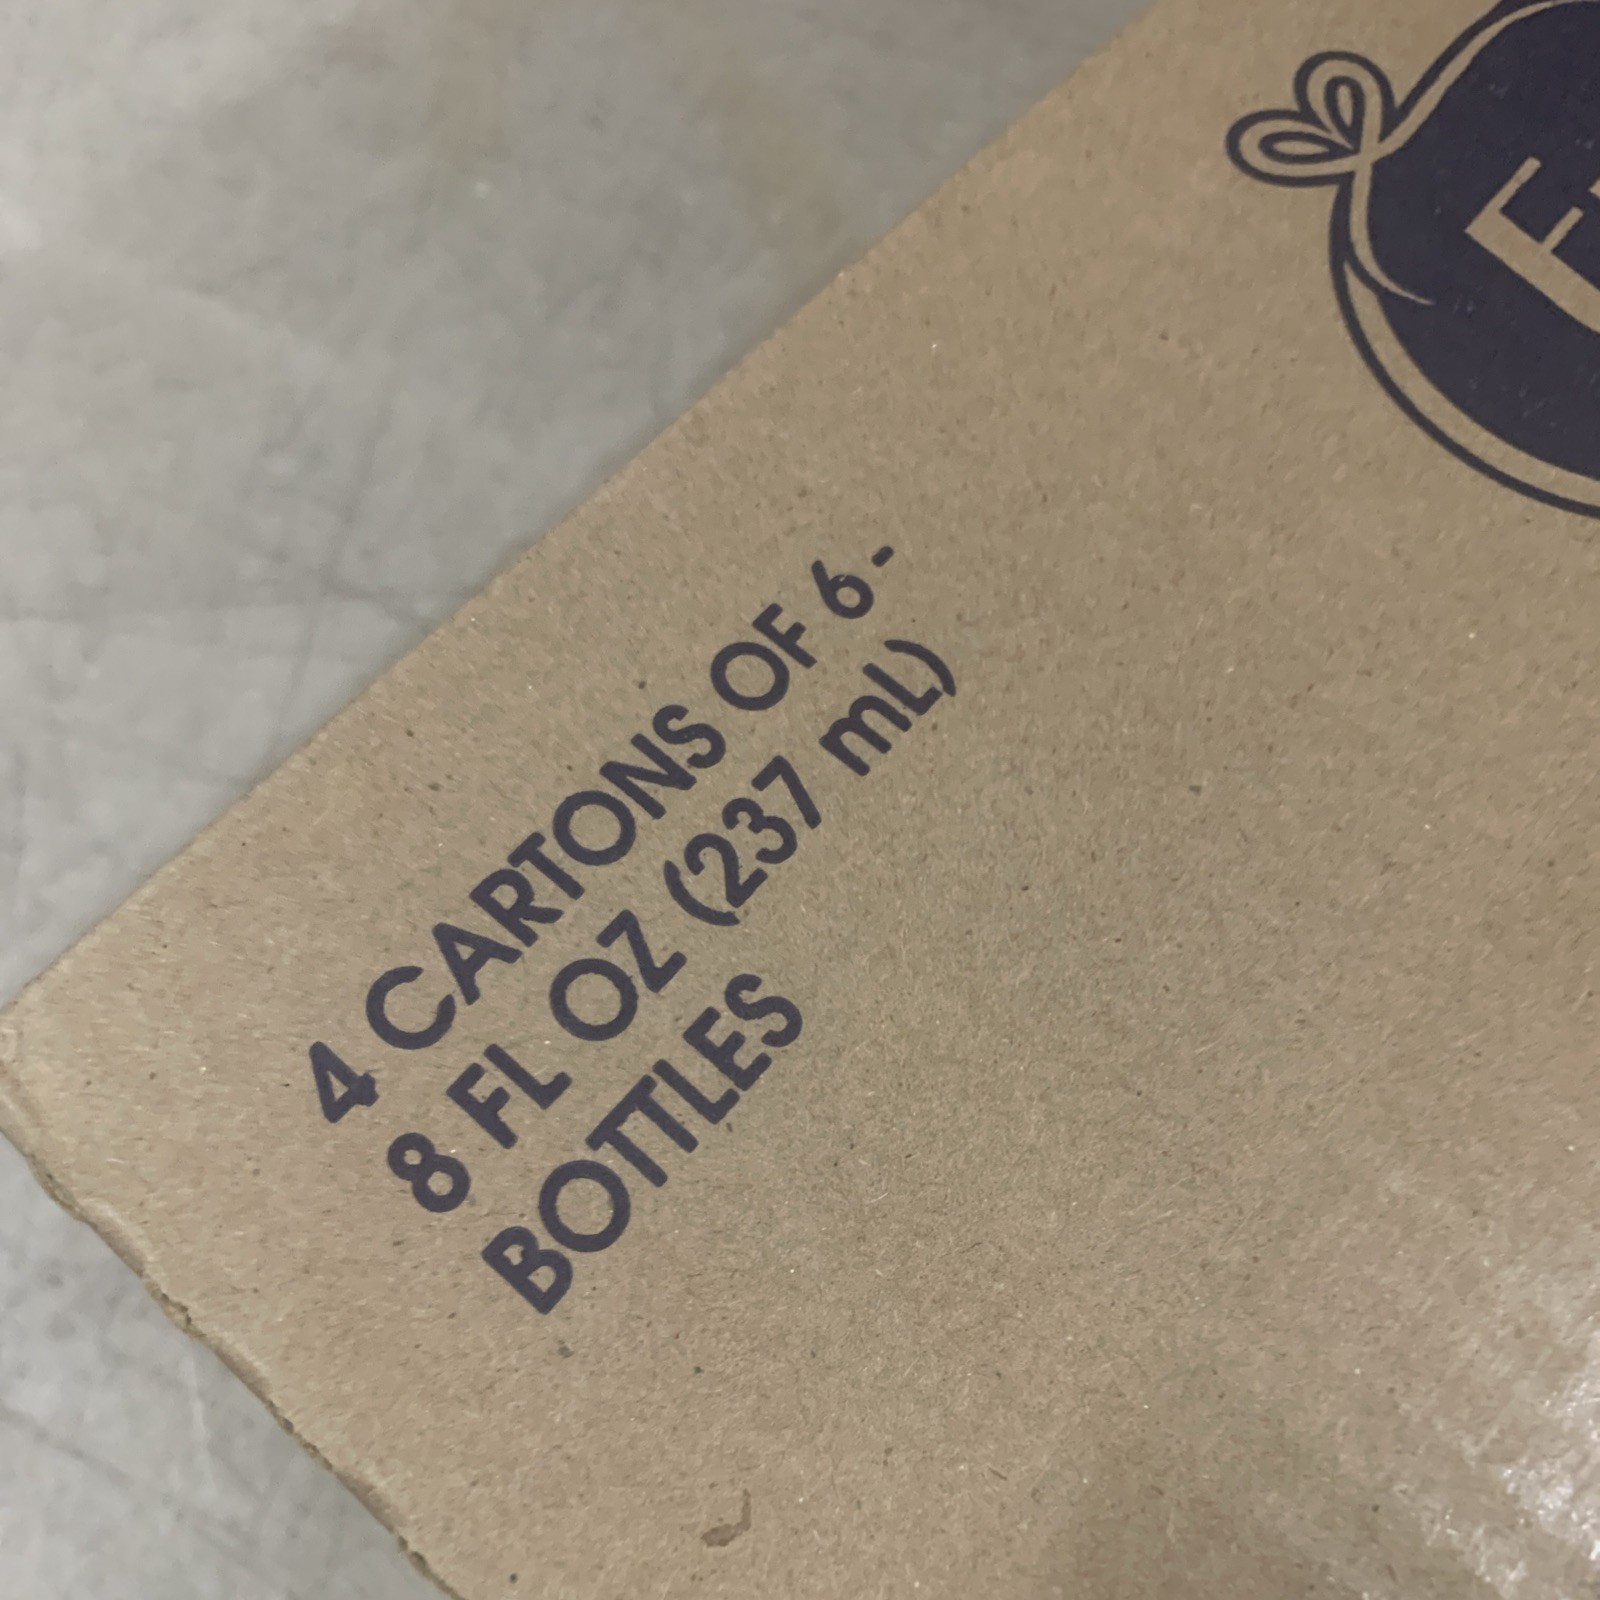 4 CARTONS OF 6-
8 FL OZ (237 mL)
BOTTLES